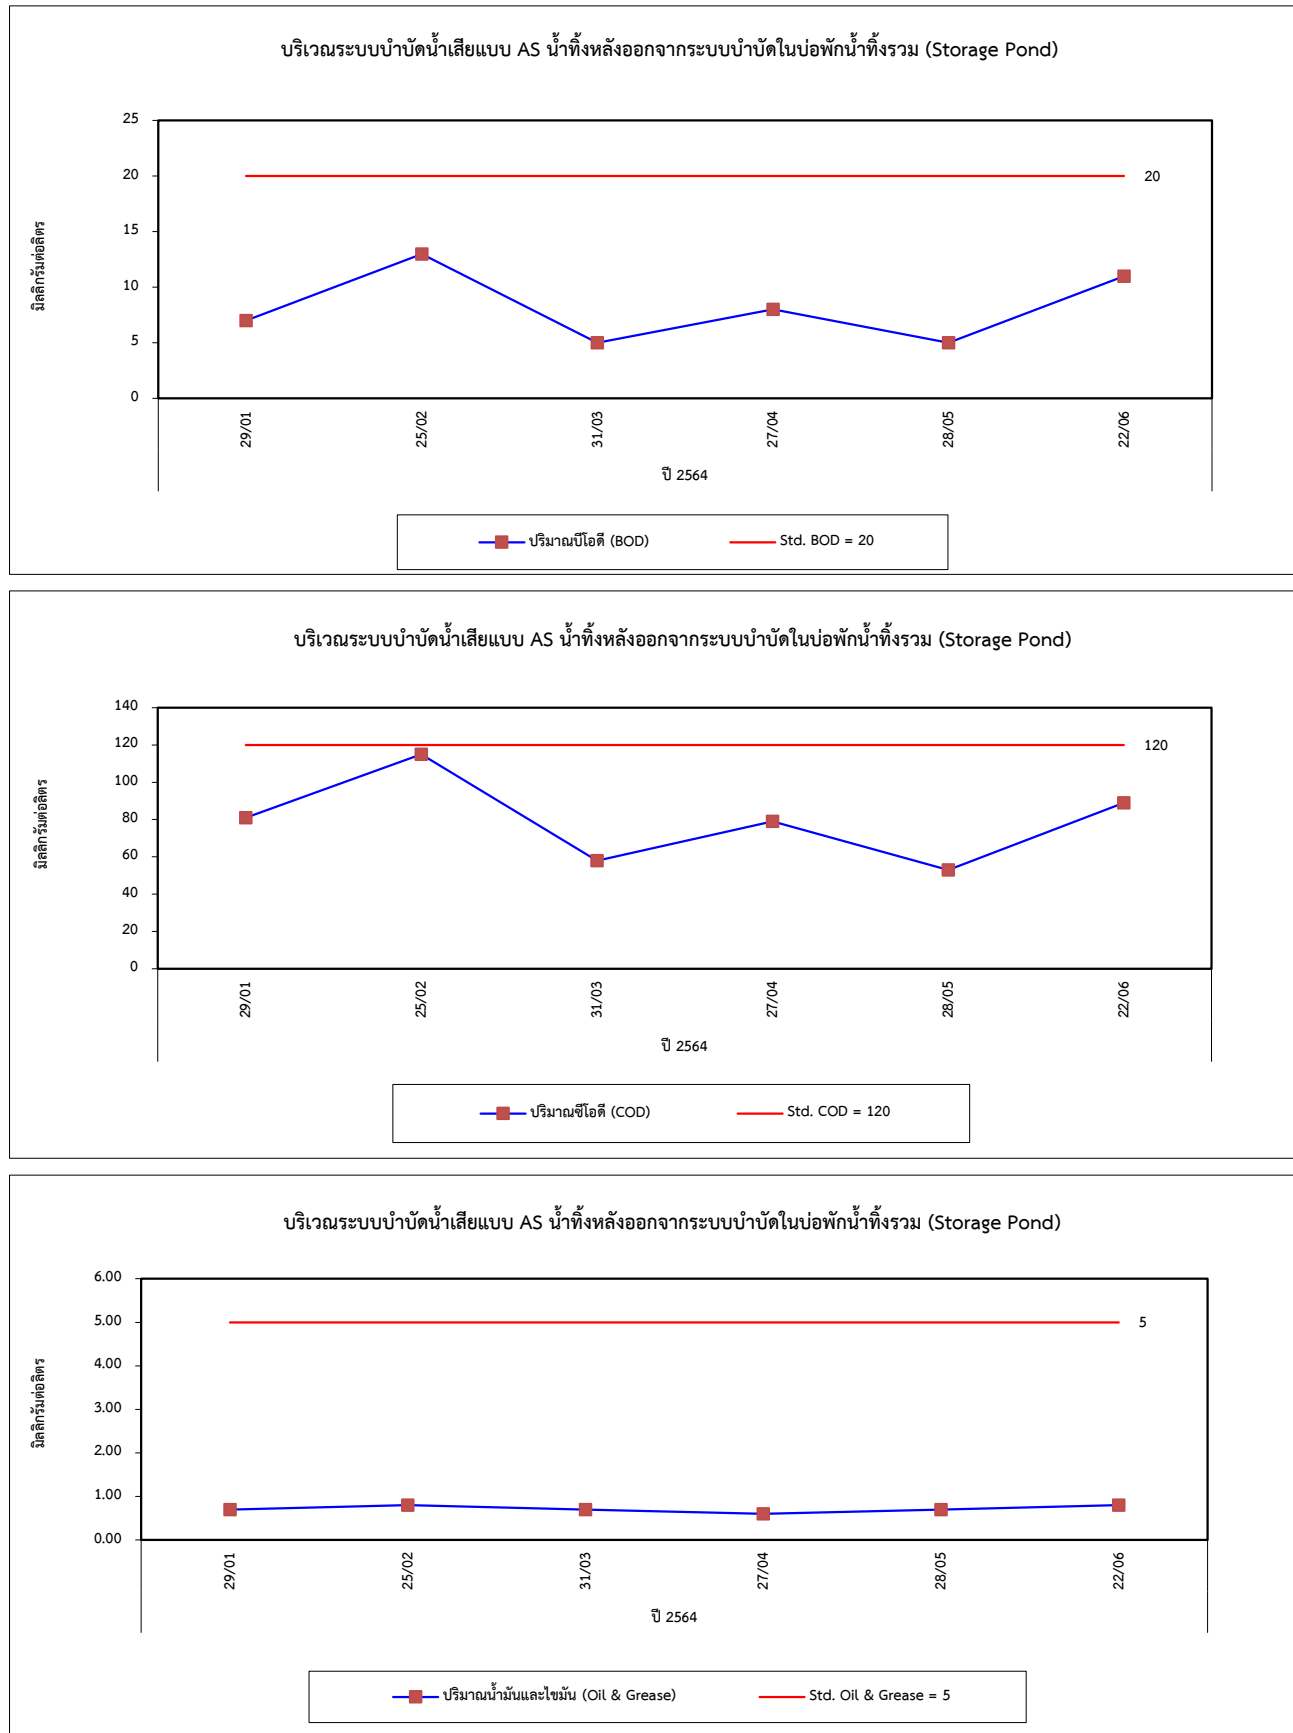 บริเวณระบบบำบัดน้ำเสียแบบ AS น้ำทิ้งหลังออกจากระบบบำบัดในบ่อพักน้ำทิ้งรวม (Storage Pond)
มิลลิกรัมต่อลิตร
25
20
15
10
5
0
20
29/01
25/02
31/03
27/04
28/05
22/06
ปี 2564
ปริมาณบีโอดี (BOD)
Std. BOD = 20
บริเวณระบบบำบัดน้ำเสียแบบ AS น้ำทิ้งหลังออกจากระบบบำบัดในบ่อพักน้ำทิ้งรวม (Storage Pond)
มิลลิกรัมต่อลิตร
140
120
100
80
60
40
20
0
120
29/01
25/02
31/03
27/04
28/05
22/06
ปี 2564
ปริมาณซีโอดี (COD)
Std. COD = 120
บริเวณระบบบำบัดน้ำเสียแบบ AS น้ำทิ้งหลังออกจากระบบบำบัดในบ่อพักน้ำทิ้งรวม (Storage Pond)
มิลลิกรัมต่อลิตร
6.00
5.00
4.00
3.00
2.00
1.00
0.00
5
29/01
25/02
31/03
27/04
28/05
22/06
ปี 2564
ปริมาณน้ำมันและไขมัน (Oil & Grease)
Std. Oil & Grease = 5